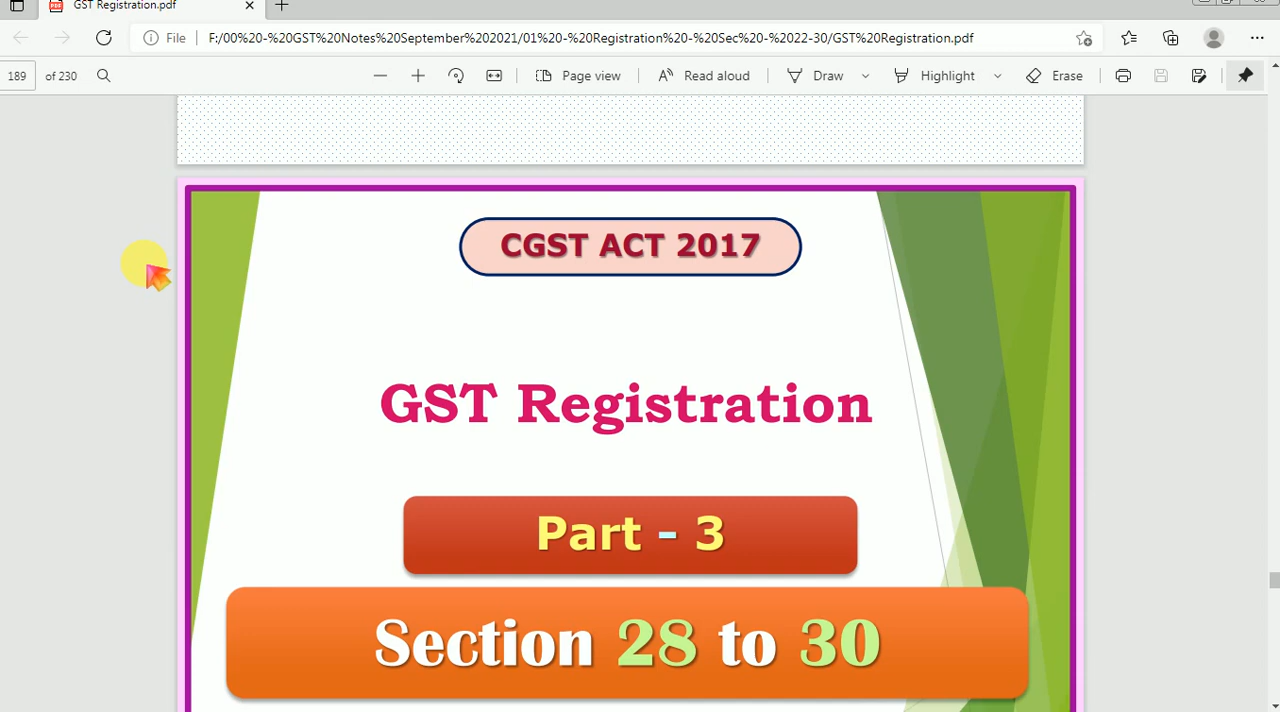 GST Registration.pdf
File F:/00%20-%20GST%20Notes%20September%202021/01%20-%20Registration%20-%20Sec%20-%2022-30/GST%20Registration.pdf
189 of 230 Page view Read aloud Draw Highlight Erase
CGST ACT 2017
GST Registration
Part - 3
Section 28 to 30